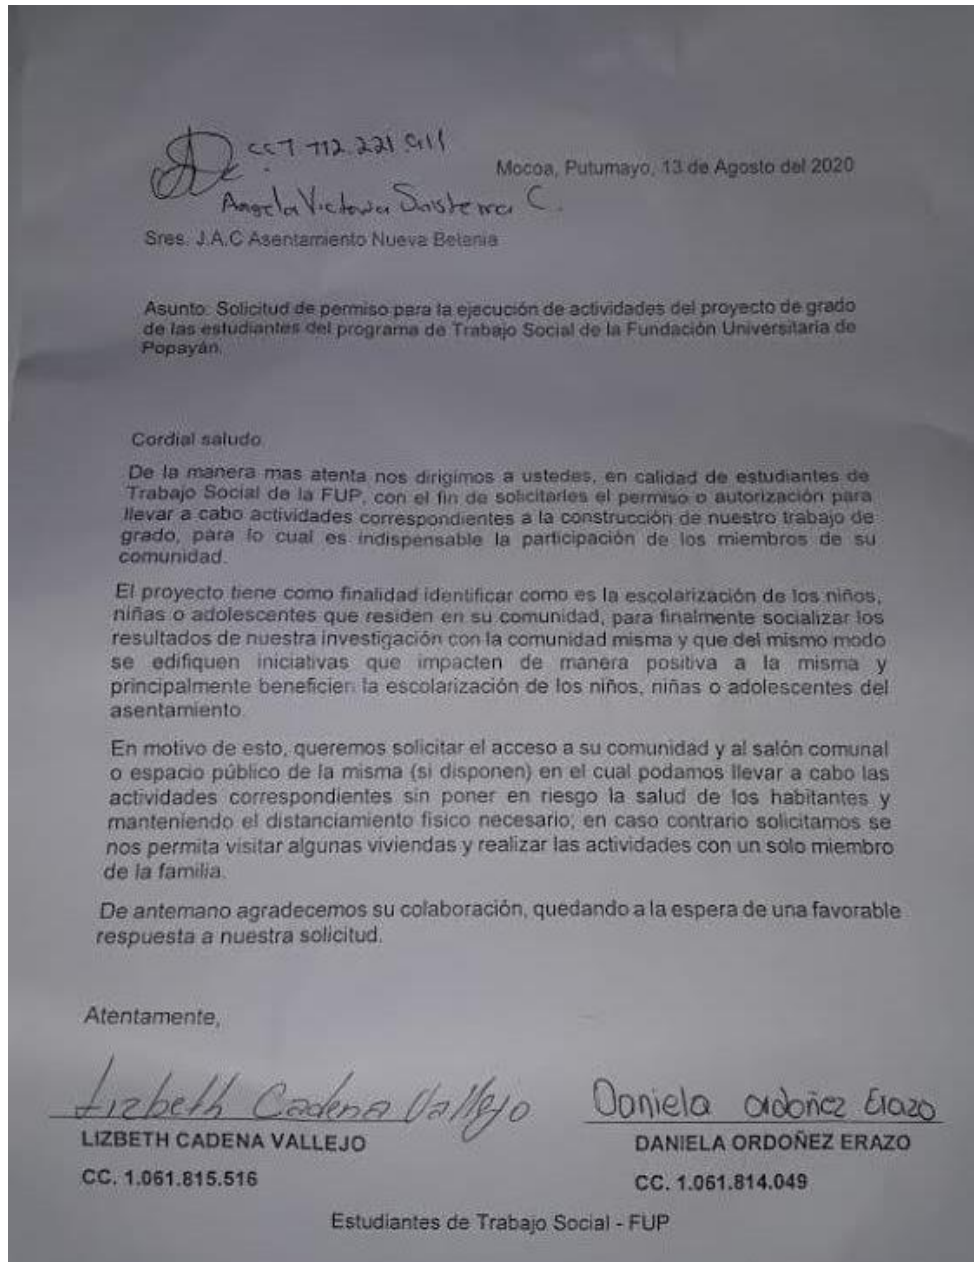 Mocoa, Putumayo, 13 de Agosto del 2020
Angela Victoria C.
Sres. J.A.C Asentamiento Nueva Betania
Asunto: Solicitud de permiso para la ejecución de actividades del proyecto de grado
de las estudiantes del programa de Trabajo Social de la Fundación Universitaria de
Popayán.
Cordial saludo
De la manera mas atenta nos dirigimos a ustedes, en calidad de estudiantes de
Trabajo Social de la FUP, con el fin de solicitarles el permiso o autorización para
llevar a cabo actividades correspondientes a la construcción de nuestro trabajo de
grado, para lo cual es indispensable la participación de los miembros de su
comunidad.
El proyecto tiene como finalidad identificar como es la escolarización de los niños,
niñas o adolescentes que residen en su comunidad, para finalmente socializar los
resultados de nuestra investigación con la comunidad misma y que del mismo modo
se edifiquen iniciativas que impacten de manera positiva a la misma y
principalmente beneficien la escolarización de los niños, niñas o adolescentes del
asentamiento.
En motivo de esto, queremos solicitar el acceso a su comunidad y al salón comunal
o espacio público de la misma (si disponen) en el cual podamos llevar a cabo las
actividades correspondientes sin poner en riesgo la salud de los habitantes y
manteniendo el distanciamiento físico necesario; en caso contrario solicitamos se
nos permita visitar algunas viviendas y realizar las actividades con un solo miembro
de la familia.
De antemano agradecemos su colaboración, quedando a la espera de una favorable
respuesta a nuestra solicitud.
Atentamente,
Lizbeth Cadena Vallejo Daniela Ordoñez Erazo
LIZBETH CADENA VALLEJO DANIELA ORDOÑEZ ERAZO
CC. 1.061.815.516 CC. 1.061.814.049
Estudiantes de Trabajo Social - FUP